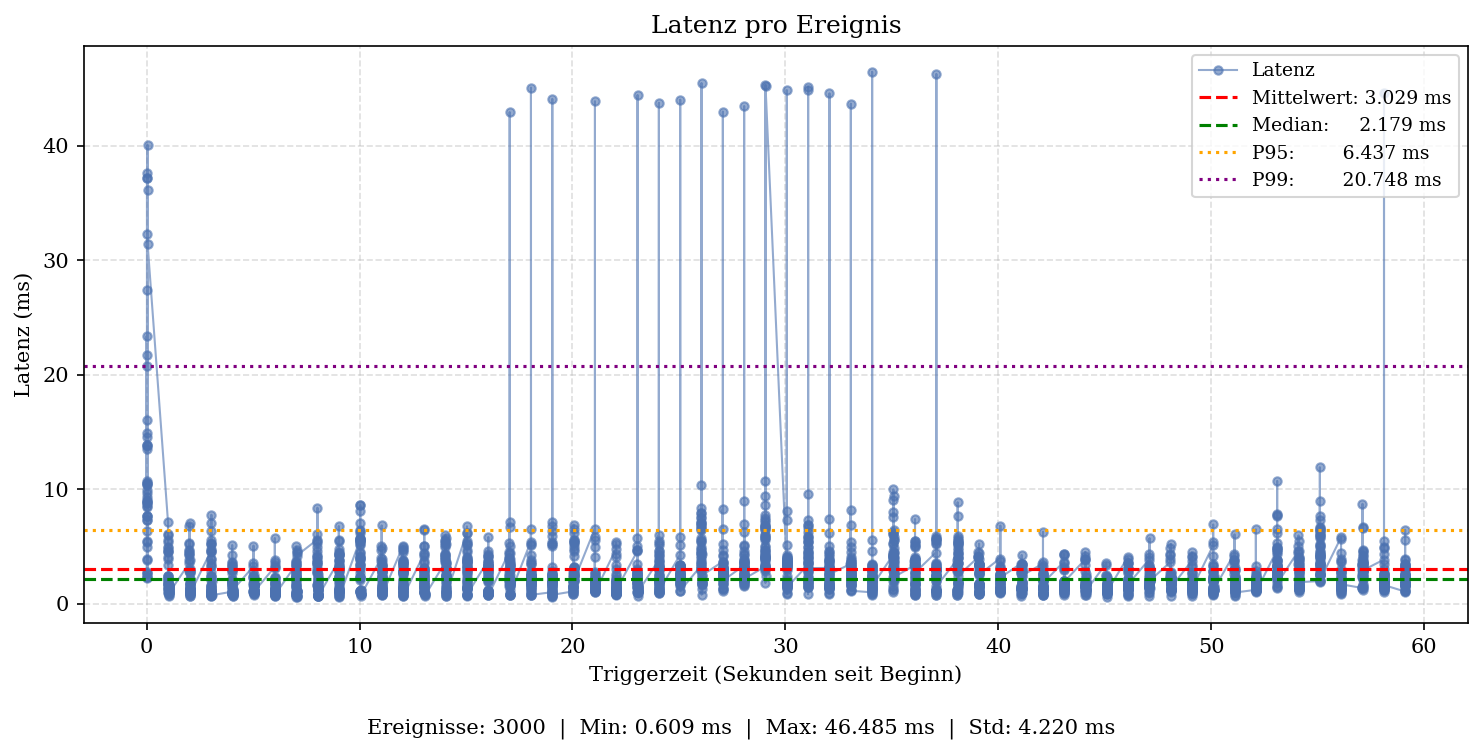 Latenz pro Ereignis
Latenz (ms)
40
30
20
10
0
Latenz
Mittelwert: 3.029 ms
Median: 2.179 ms
P95: 6.437 ms
P99: 20.748 ms
0 10 20 30 40 50 60
Triggerzeit (Sekunden seit Beginn)
Ereignisse: 3000 | Min: 0.609 ms | Max: 46.485 ms | Std: 4.220 ms